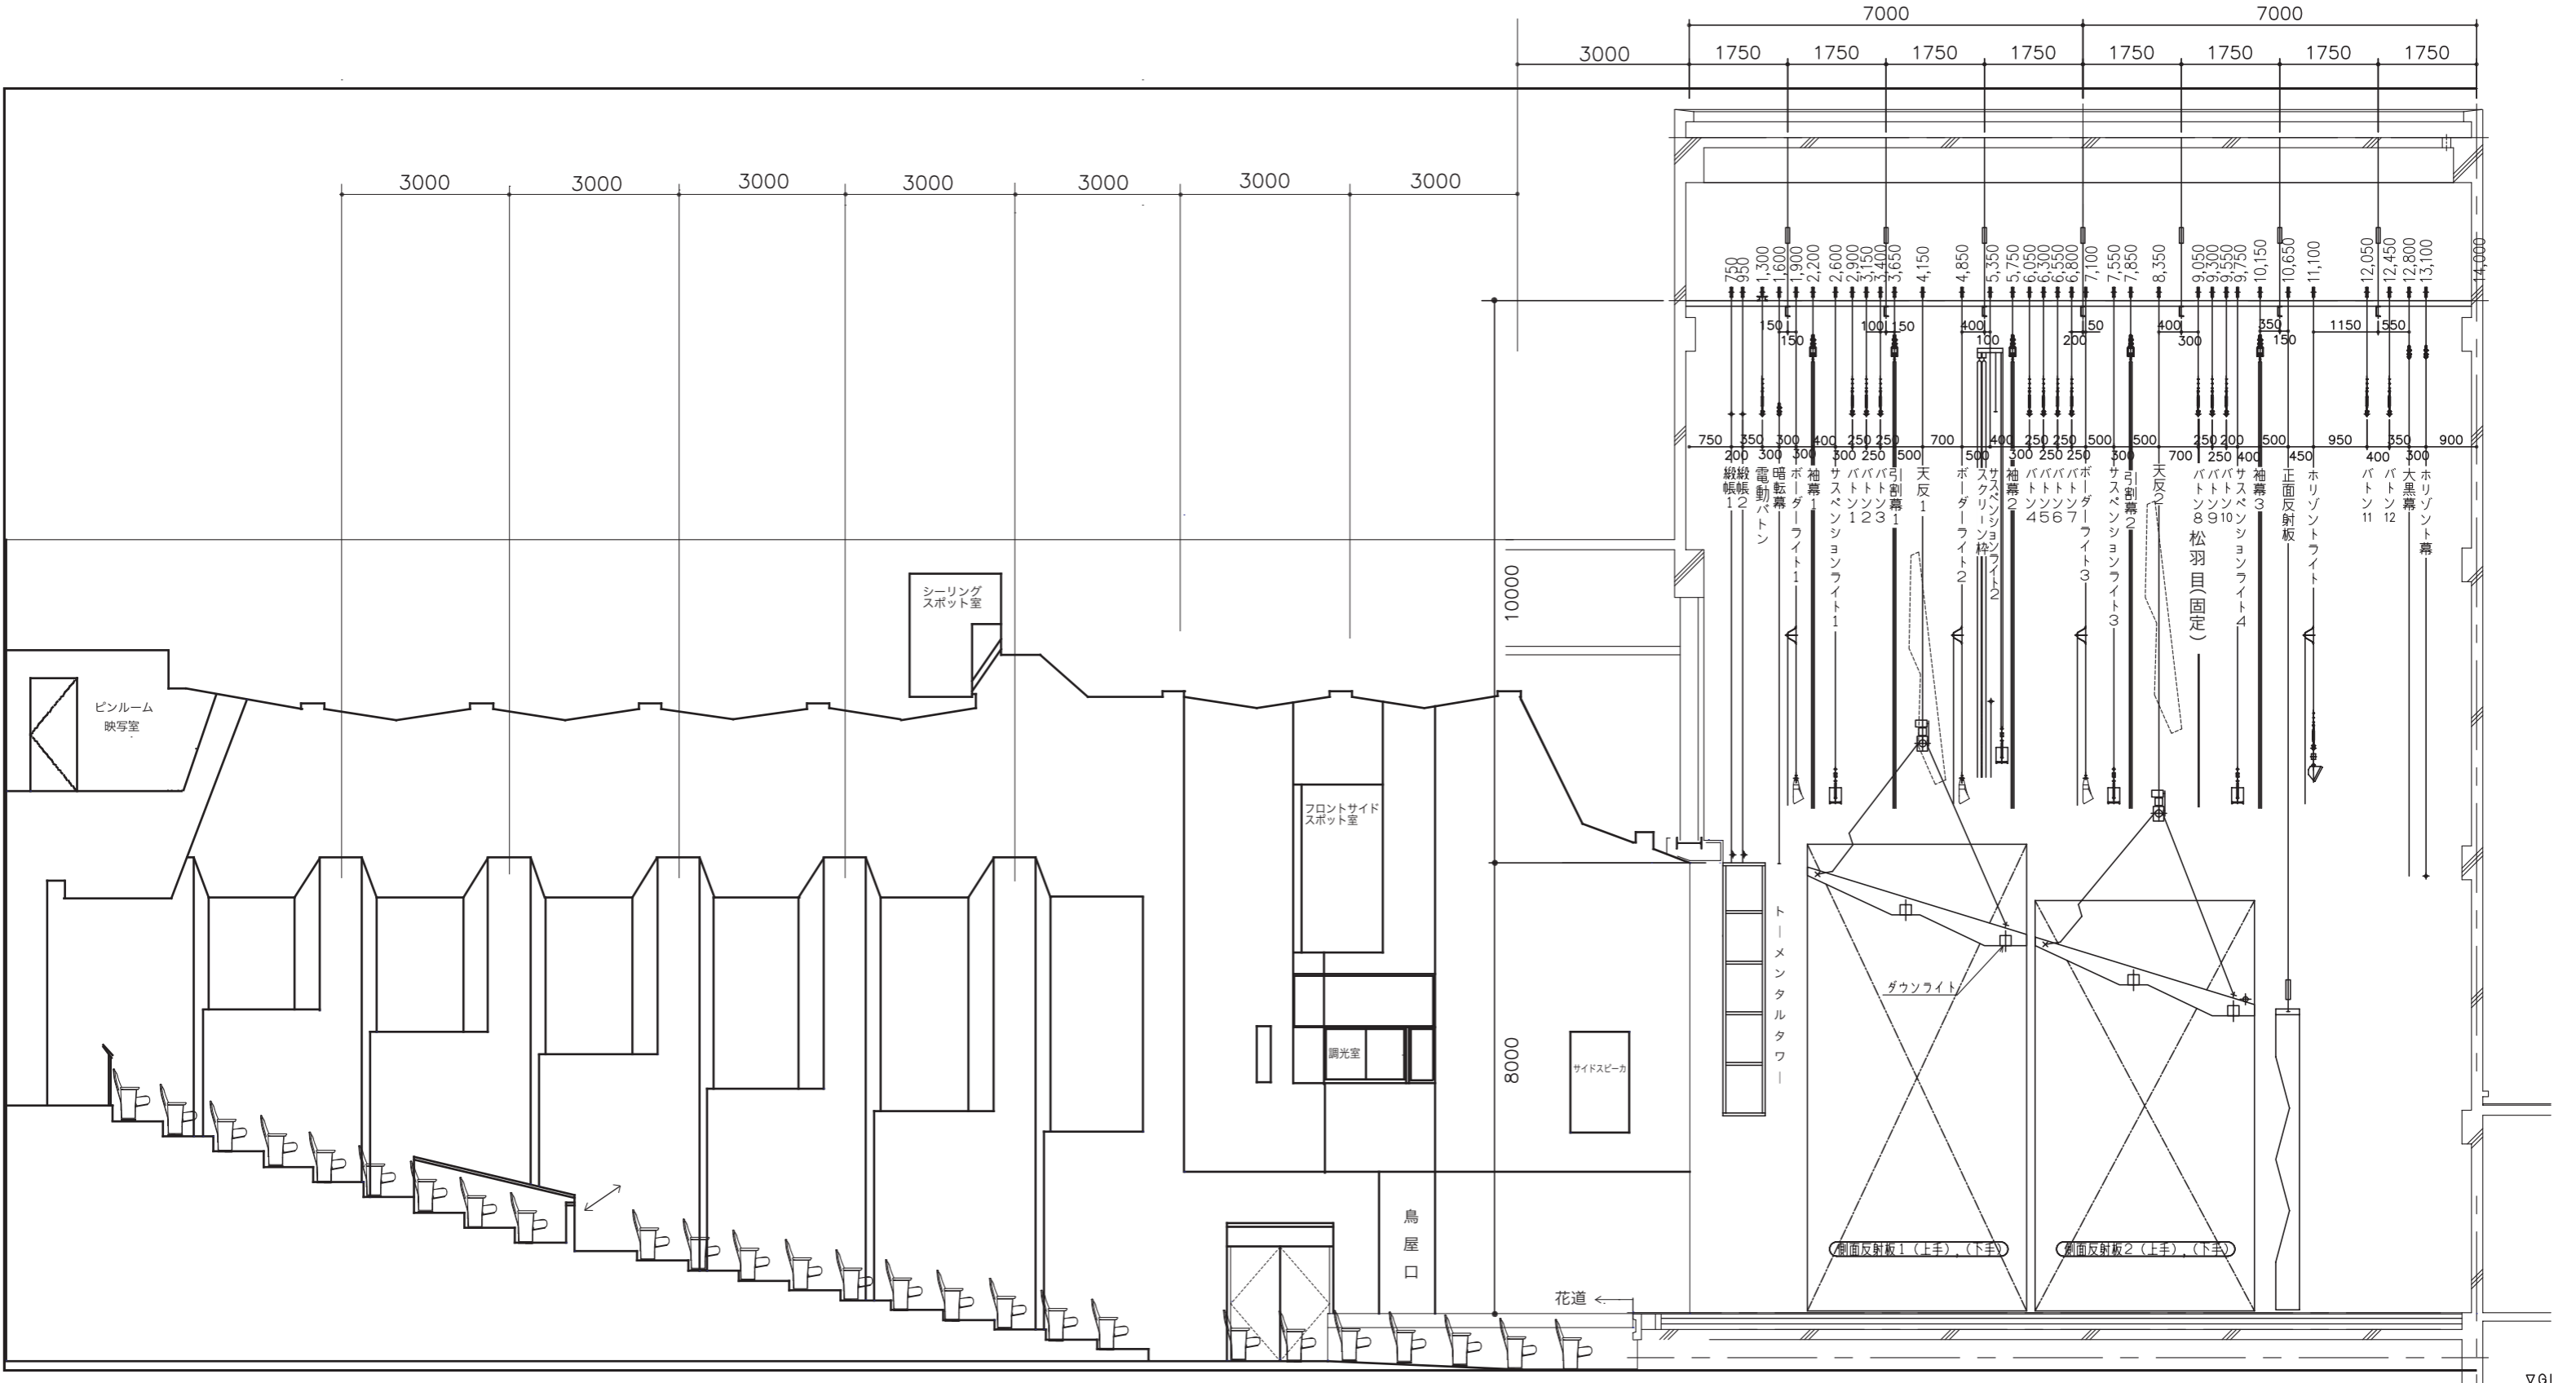 7000
7000
3000
1750
1750
1750
1750
1750
1750
1750
1750
3000
3000
3000
3000
3000
3000
3000
750
950
1,300
1,600
1,900
2,200
2,600
2,900
3,150
3,400
3,650
4,150
4,850
5,350
5,750
6,050
6,300
6,550
6,800
7,100
7,550
7,850
8,350
9,050
9,300
9,550
9,750
10,150
10,650
11,100
12,050
12,450
12,800
13,100
14,000
150
150
100
150
400
100
200
50
400
300
350
150
1150
550
750
200
350
300
300
300
400
300
250
250
250
500
700
500
400
300
250
250
250
250
500
300
500
700
250
250
200
400
500
450
950
400
350
300
900
緞帳1
緞帳2
電動バトン
暗転幕
ボーダーライト1
袖幕1
サスペンションライト1
バトン1
バトン2
バトン3
引割幕1
天反1
ボーダーライト2
スクリーン枠
サスペンションライト2
袖幕2
バトン4
バトン5
バトン6
バトン7
ボーダーライト3
サスペンションライト3
引割幕2
天反2
バトン8
松羽目(固定)
バトン9
バトン10
サスペンションライト4
袖幕3
正面反射板
ホリゾントライト
バトン11
バトン12
大黒幕
ホリゾント幕
シーリング
スポット室
10000
ピンルーム
映写室
フロントサイド
スポット室
トーメンタルタワー
ダウンライト
調光室
8000
サイドスピーカ
鳥屋口
側面反射板1(上手),(下手)
側面反射板2(上手),(下手)
花道